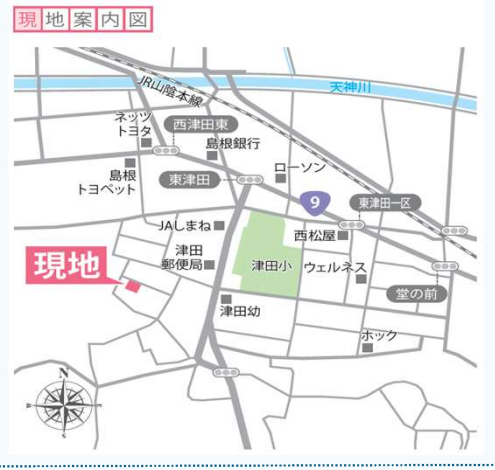 現地案内図
JR山陰本線
天神川
ネッツ
トヨタ
西津田東
島根銀行
島根
トヨペット
東津田
ローソン
9
東津田一区
JAしまね
西松屋
津田
郵便局
津田小
ウェルネス
現地
堂の前
津田幼
ホック
N
W
E
S